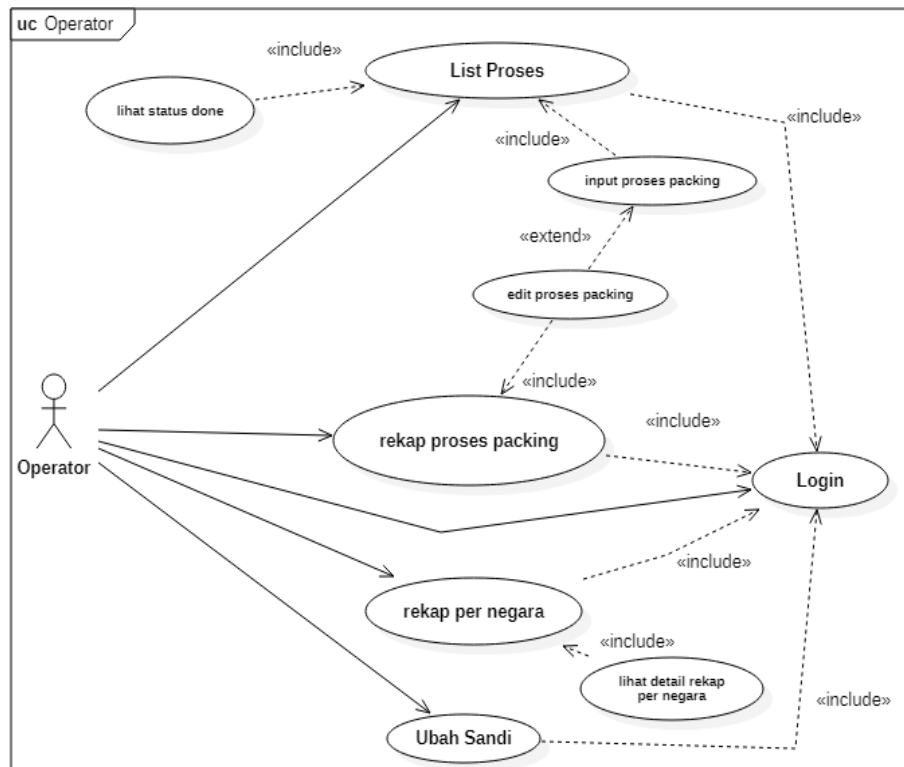 uc Operator
«include»
List Proses
lihat status done
«include»
«include»
input proses packing
«extend»
edit proses packing
«include»
rekap proses packing
«include»
Operator
Login
«include»
rekap per negara
«include»
lihat detail rekap
per negara
«include»
Ubah Sandi